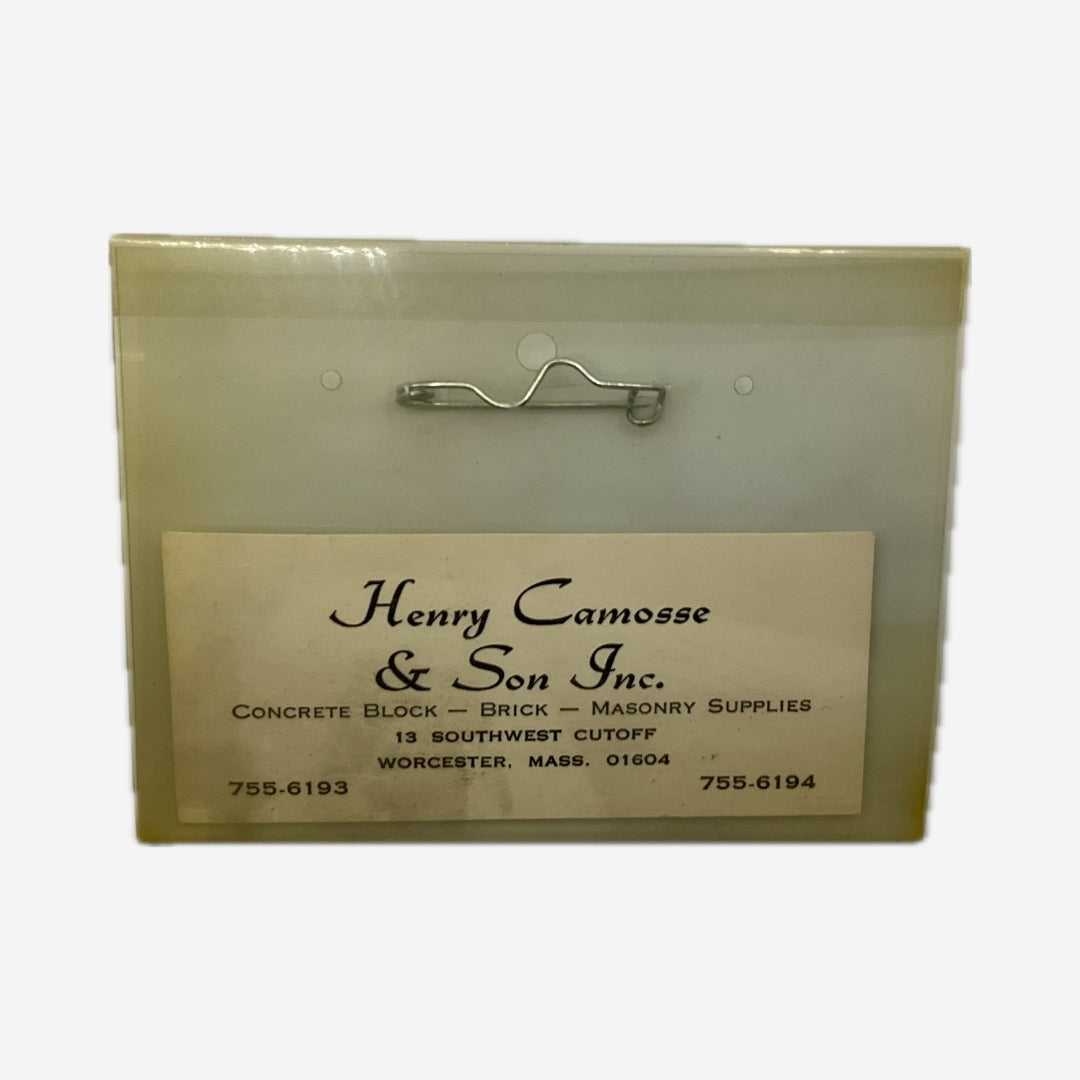 Henry Camosse
& Son Inc.
Concrete Block — Brick — Masonry Supplies
13 SOUTHWEST CUTOFF
WORCESTER, MASS. 01604
755-6193 755-6194